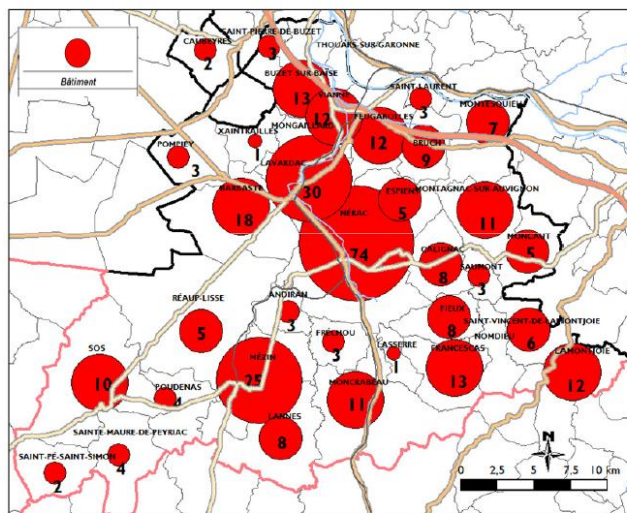 Bâtiment
SAINT-PIERRE-DE-BUZET
CAUBEYRES
2
3
THOUARS SUR-GARONNE
BUZET SUR-BAÏSE
13
VIANNE
12
SAINT-LAURENT
3
MONTESQUIEU
7
MONGAILLARD
FEUGAROLLES
12
XAINTRAILLES
1
BRUCH
9
POMPIEY
3
LAVARDAC
30
BARBASTE
18
ESPIENS
5
MONTAGNAC-SUR-AUVIGNON
11
NÉRAC
74
MONCAUT
5
CALIGNAC
8
SAUMONT
3
ANDIRAN
3
RÉAUP-LISSE
5
FIEUX
8
SAINT-VINCENT-DE-LAMONTJOIE
6
NOMDIEU
FRÉCHOU
3
LASSERRE
1
SOS
10
MÉZIN
25
FRANCESCAS
13
LAMONTJOIE
12
POUDENAS
4
MONCRABEAU
11
SAINTE-MAURE-DE-PEYRIAC
4
LANNES
8
SAINT-PÉ-SAINT-SIMON
2
N
0 2,5 5 7,5 10 km